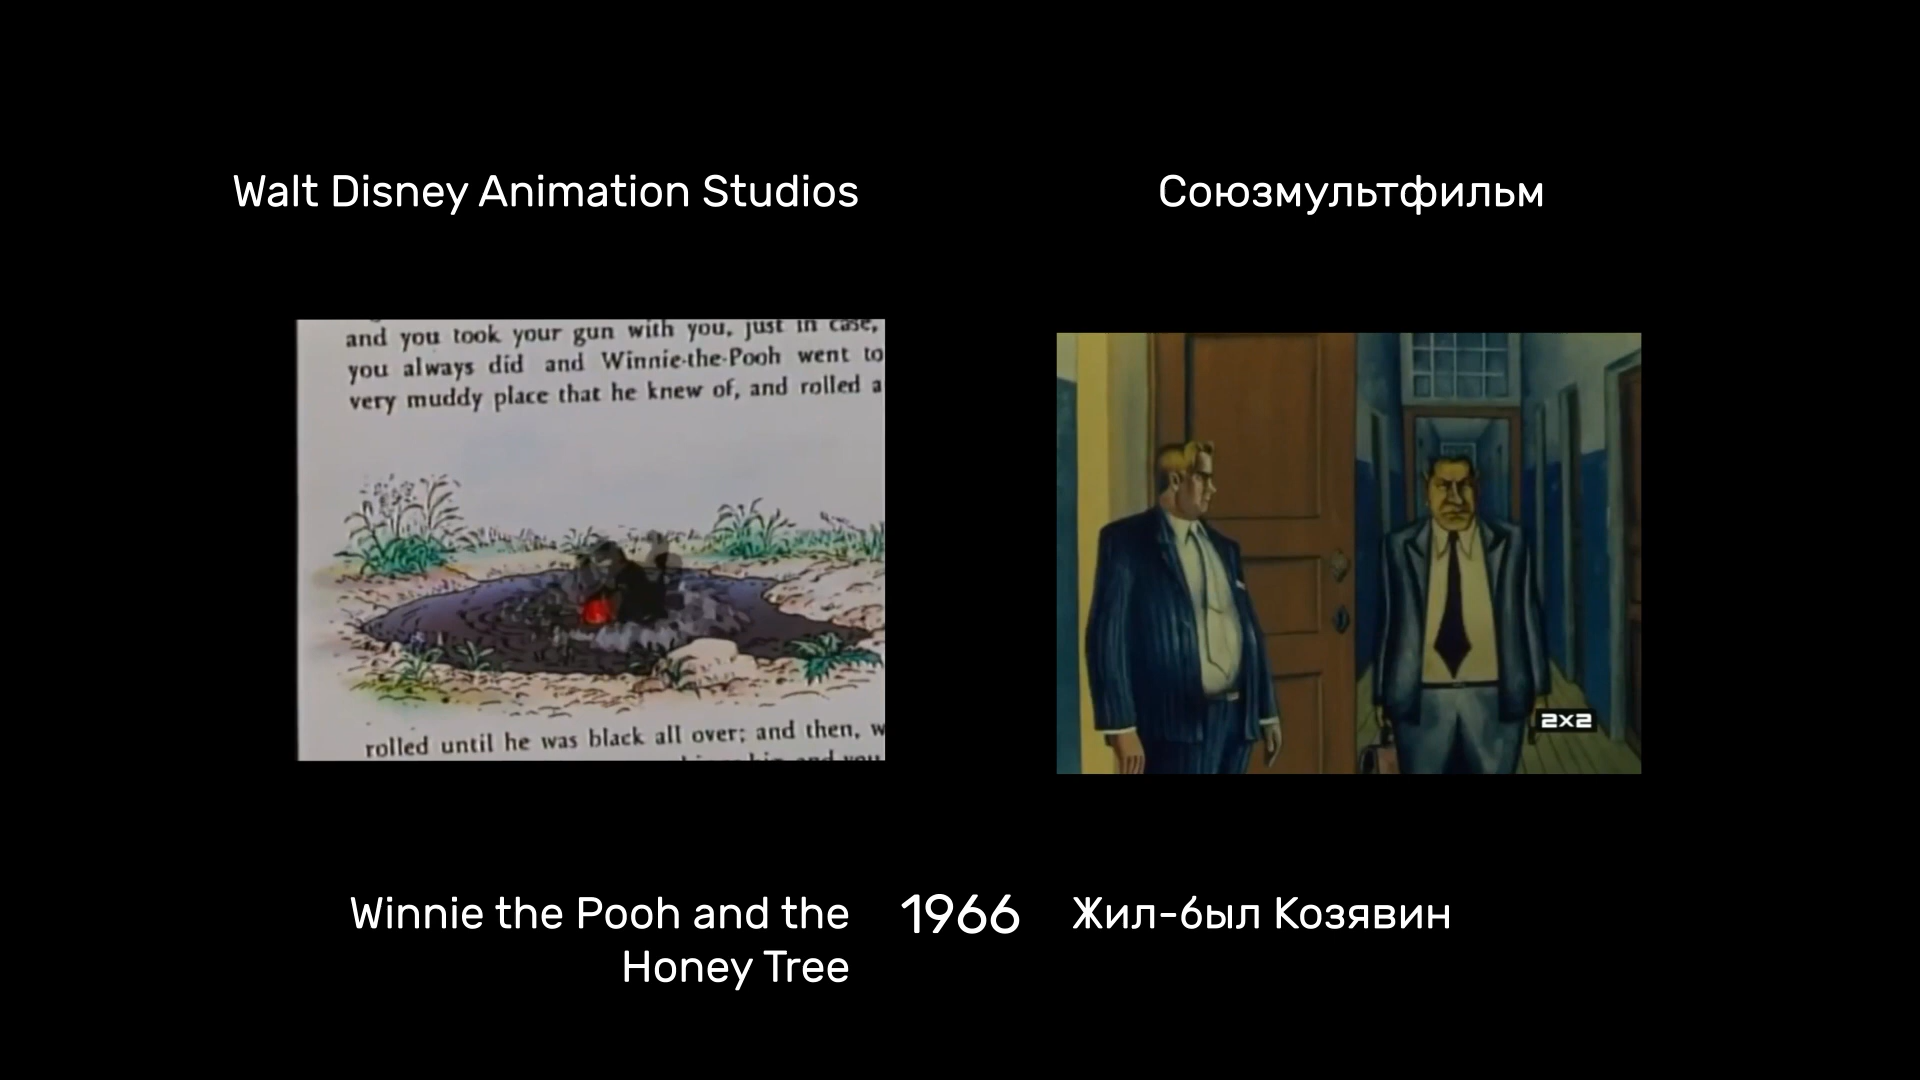 Walt Disney Animation Studios
Союзмультфильм
and you took your gun with you, just in case,
you always did and Winnie-the-Pooh went to
very muddy place that he knew of, and rolled
rolled until he was black all over; and then,
2x2
Winnie the Pooh and the
Honey Tree
1966
Жил-был Козявин